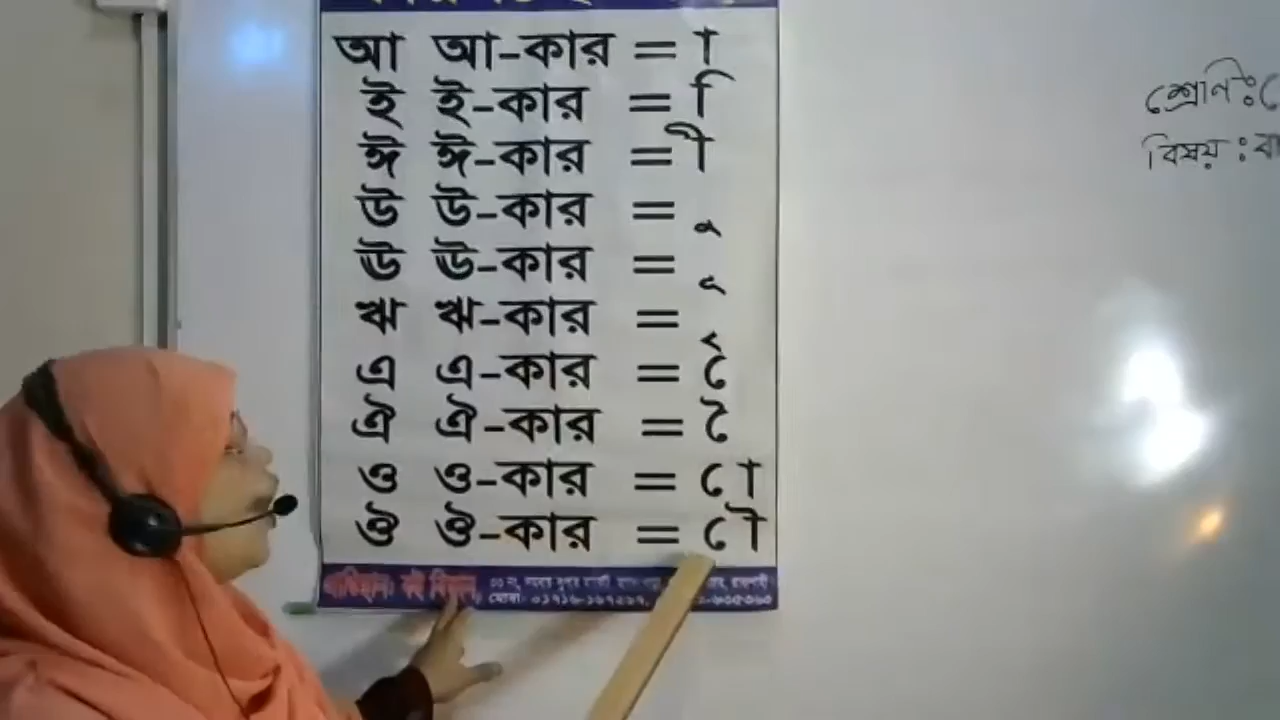 আ আ-কার = া
ই ই-কার = ি
ঈ ঈ-কার = ী
উ উ-কার = ু
ঊ ঊ-কার = ূ
ঋ ঋ-কার = ৃ
এ এ-কার = ে
ঐ ঐ-কার = ৈ
ও ও-কার = ো
ঔ ঔ-কার = ৌ
শ্রেণি:
বিষয় :